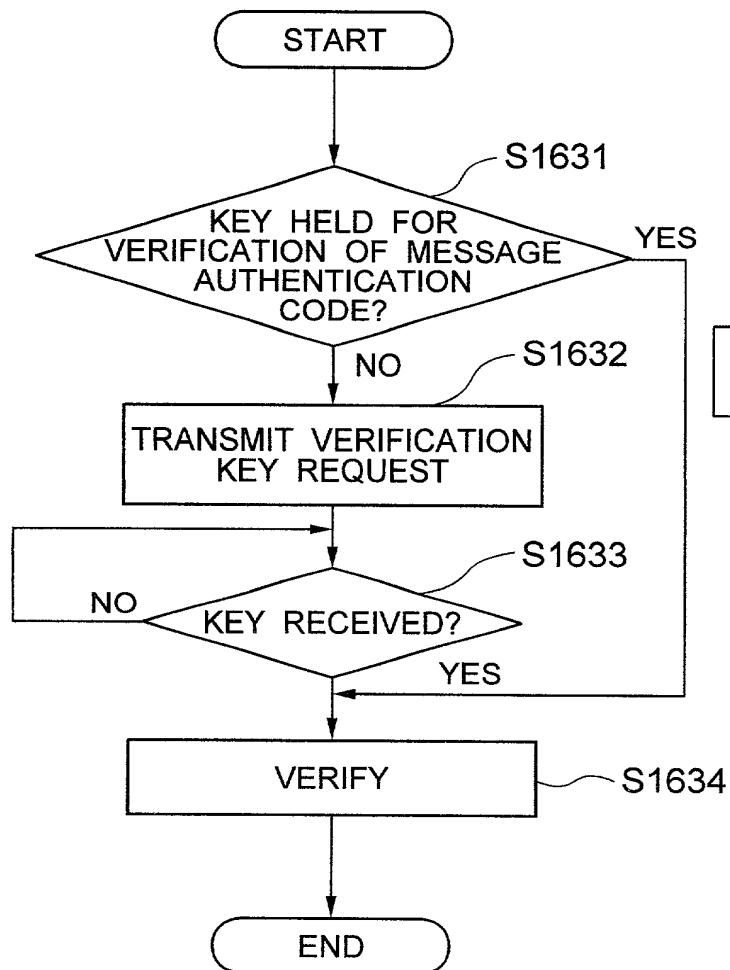 START
S1631
KEY HELD FOR
VERIFICATION OF MESSAGE
AUTHENTICATION
CODE?
YES
NO
S1632
TRANSMIT VERIFICATION
KEY REQUEST
S1633
NO
KEY RECEIVED?
YES
VERIFY
S1634
END